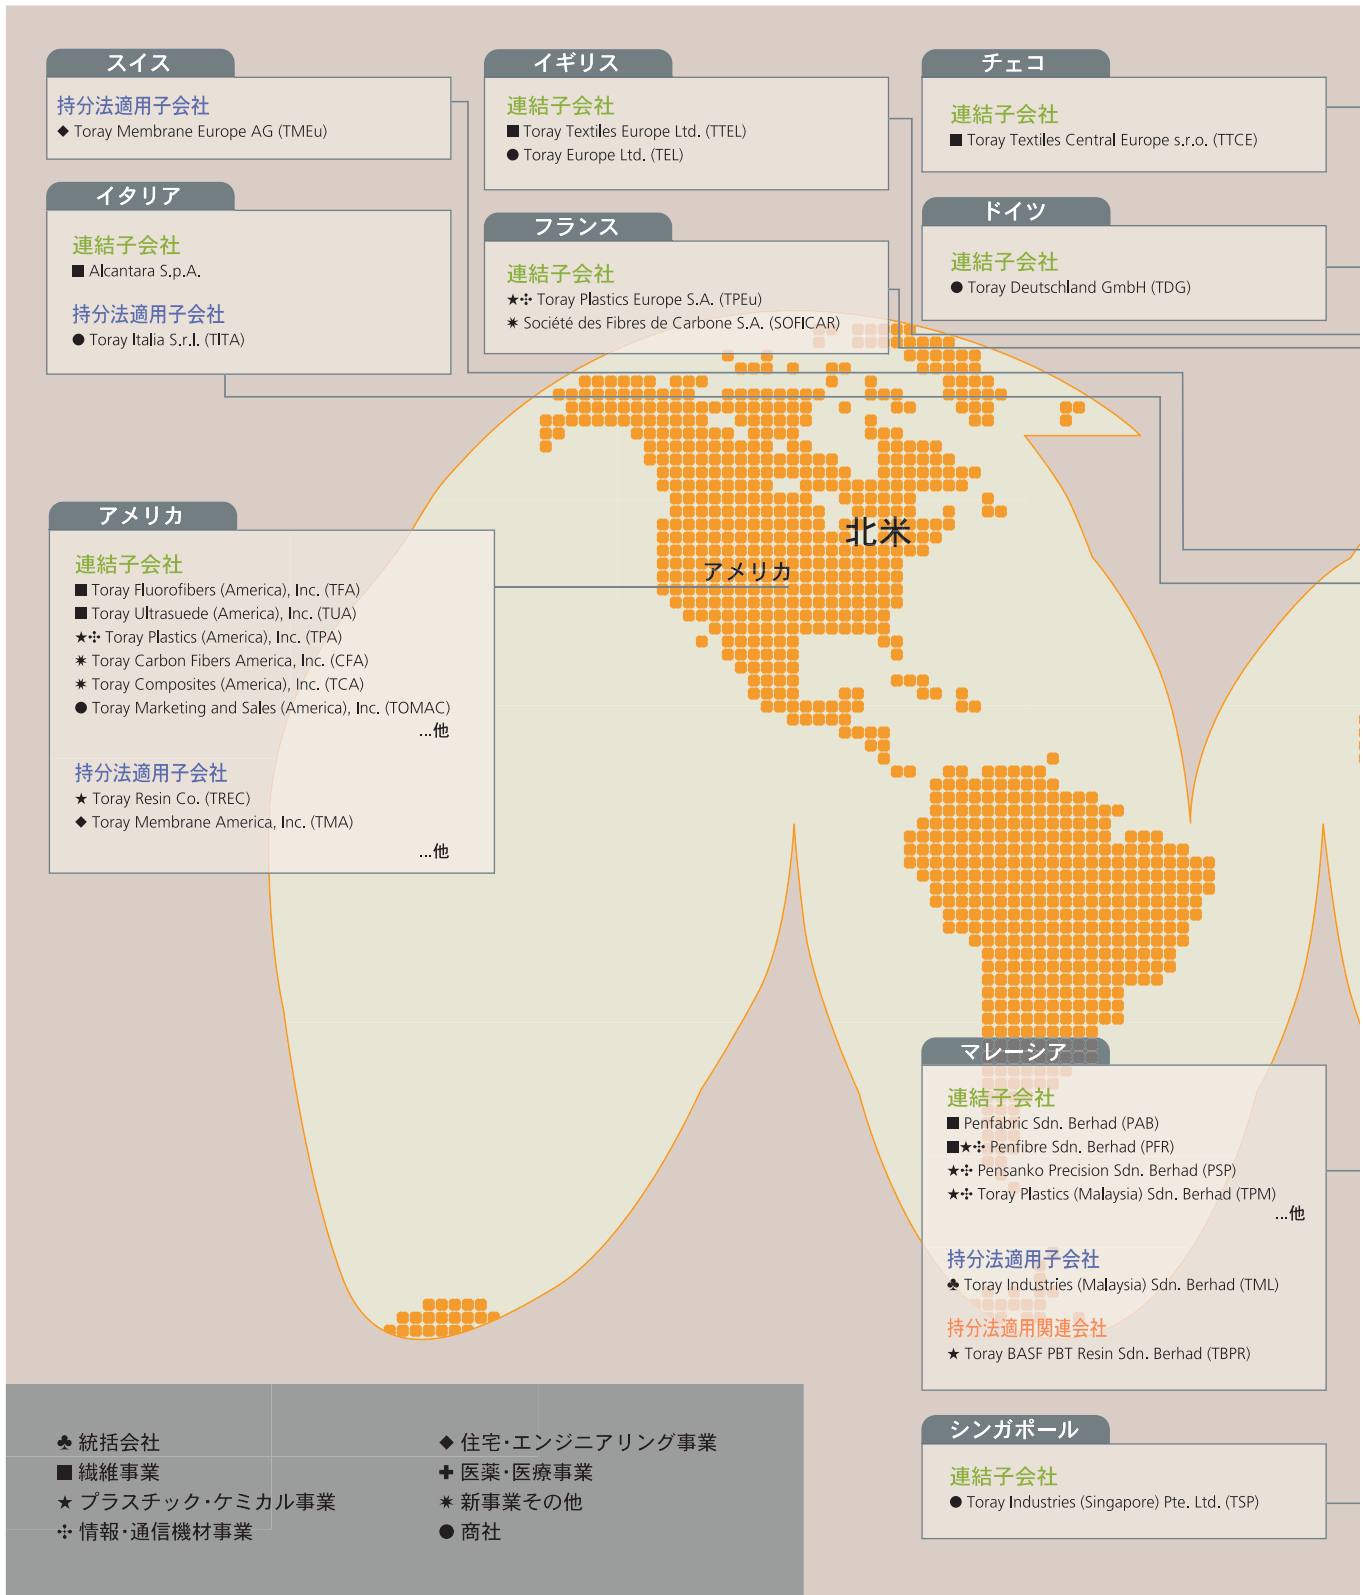 スイス
持分法適用子会社
◆ Toray Membrane Europe AG (TMEu)
イタリア
連結子会社
■ Alcantara S.p.A.
持分法適用子会社
● Toray Italia S.r.l. (TITA)
イギリス
連結子会社
■ Toray Textiles Europe Ltd. (TTEL)
● Toray Europe Ltd. (TEL)
フランス
連結子会社
★✣ Toray Plastics Europe S.A. (TPEu)
✷ Société des Fibres de Carbone S.A. (SOFICAR)
チェコ
連結子会社
■ Toray Textiles Central Europe s.r.o. (TTCE)
ドイツ
連結子会社
● Toray Deutschland GmbH (TDG)
アメリカ
連結子会社
■ Toray Fluorofibers (America), Inc. (TFA)
■ Toray Ultrasuede (America), Inc. (TUA)
★✣ Toray Plastics (America), Inc. (TPA)
✷ Toray Carbon Fibers America, Inc. (CFA)
✷ Toray Composites (America), Inc. (TCA)
● Toray Marketing and Sales (America), Inc. (TOMAC)
...他
持分法適用子会社
★ Toray Resin Co. (TREC)
◆ Toray Membrane America, Inc. (TMA)
...他
北米
アメリカ
マレーシア
連結子会社
■ Penfabric Sdn. Berhad (PAB)
■★✣ Penfibre Sdn. Berhad (PFR)
★✣ Pensanko Precision Sdn. Berhad (PSP)
★✣ Toray Plastics (Malaysia) Sdn. Berhad (TPM)
...他
持分法適用子会社
♣ Toray Industries (Malaysia) Sdn. Berhad (TML)
持分法適用関連会社
★ Toray BASF PBT Resin Sdn. Berhad (TBPR)
シンガポール
連結子会社
● Toray Industries (Singapore) Pte. Ltd. (TSP)
♣ 統括会社
■ 繊維事業
★ プラスチック・ケミカル事業
✣ 情報・通信機材事業
◆ 住宅・エンジニアリング事業
✚ 医薬・医療事業
✷ 新事業その他
● 商社